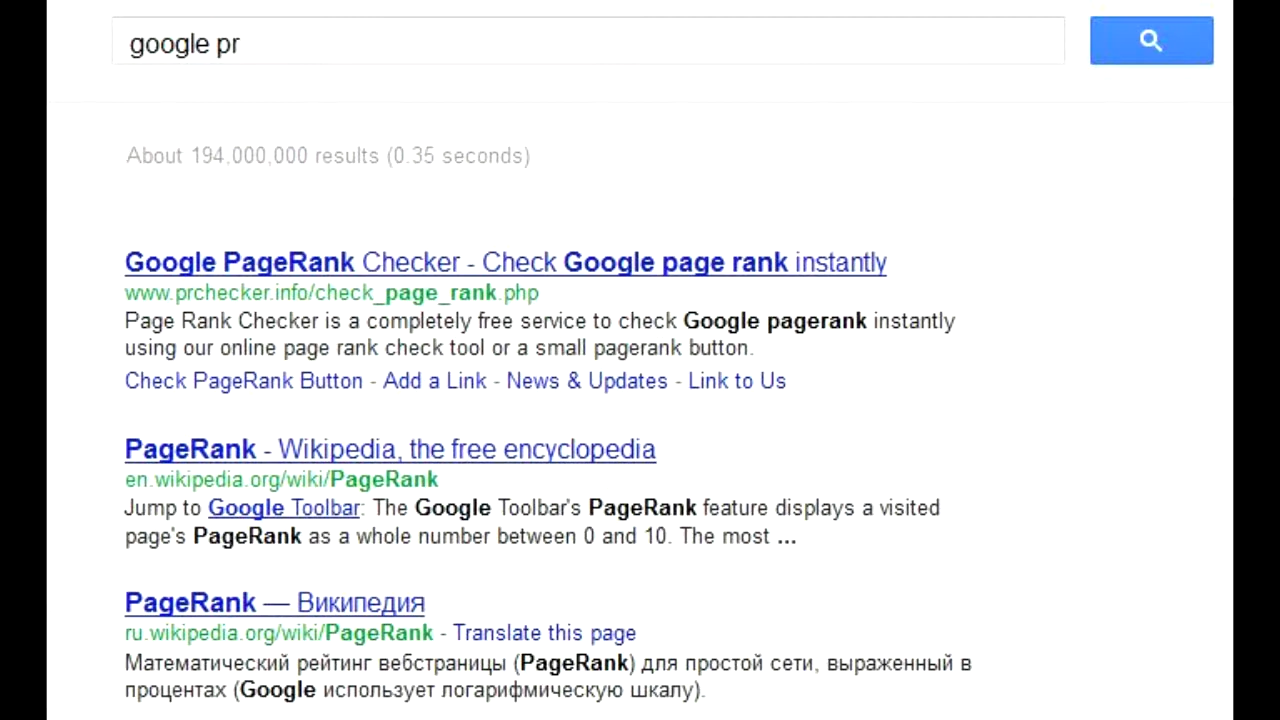 google pr
About 194,000,000 results (0.35 seconds)
Google PageRank Checker - Check Google page rank instantly
www.prchecker.info/check_page_rank.php
Page Rank Checker is a completely free service to check Google pagerank instantly
using our online page rank check tool or a small pagerank button.
Check PageRank Button - Add a Link - News & Updates - Link to Us
PageRank - Wikipedia, the free encyclopedia
en.wikipedia.org/wiki/PageRank
Jump to Google Toolbar: The Google Toolbar's PageRank feature displays a visited
page's PageRank as a whole number between 0 and 10. The most ...
PageRank — Википедия
ru.wikipedia.org/wiki/PageRank - Translate this page
Математический рейтинг вебстраницы (PageRank) для простой сети, выраженный в
процентах (Google использует логарифмическую шкалу).